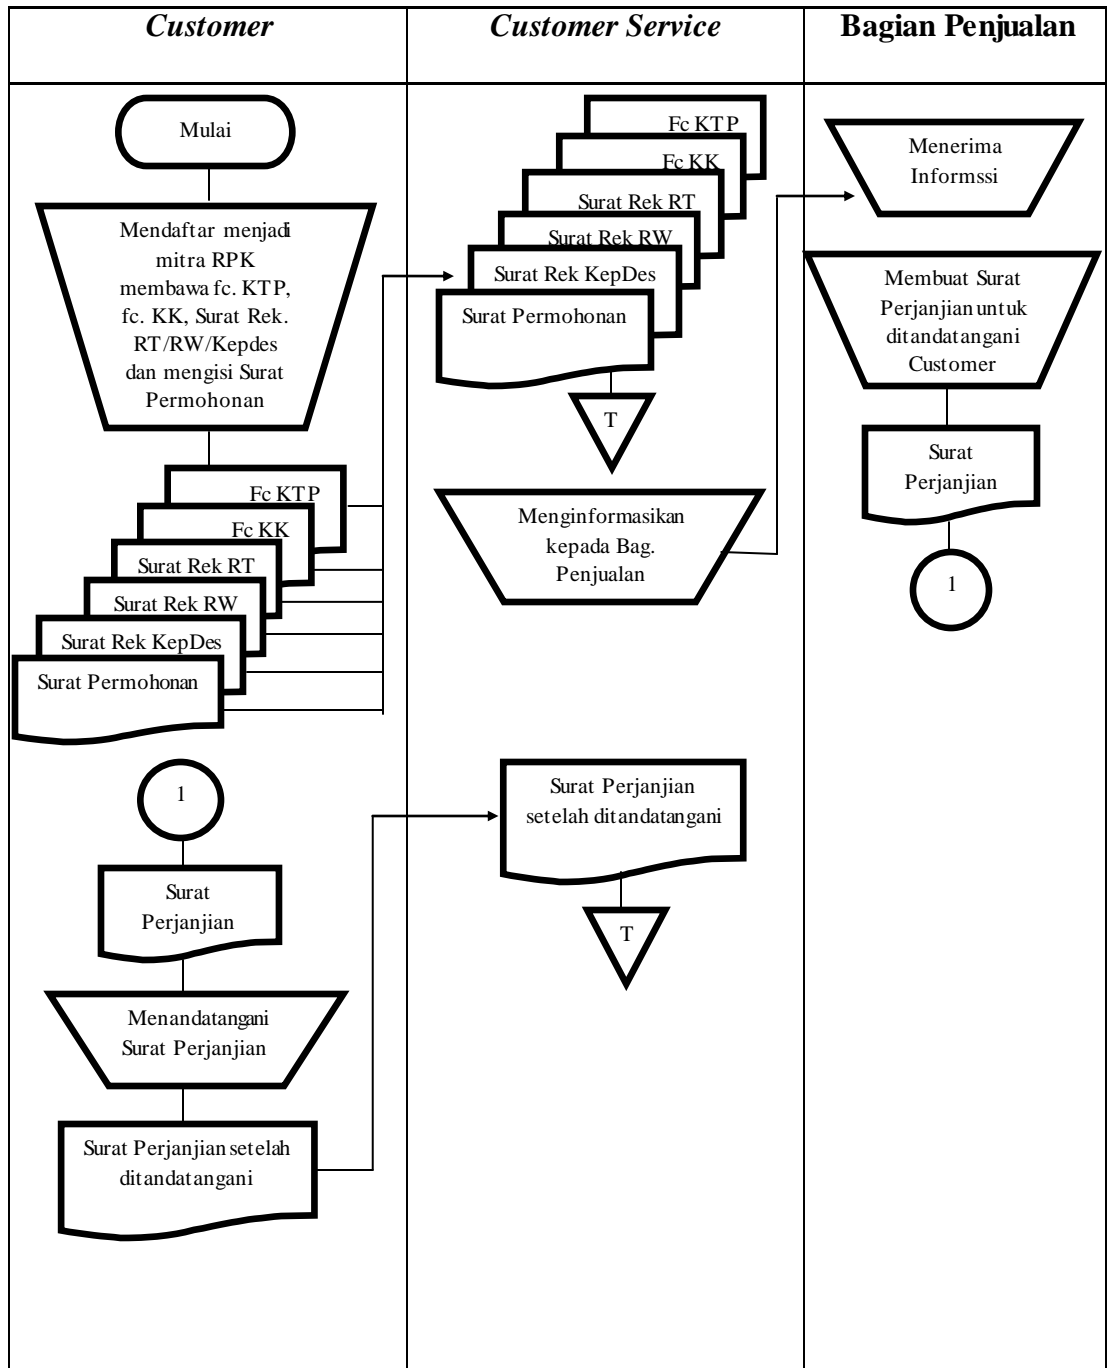 Customer
Customer Service
Bagian Penjualan
Mulai
Mendaftar menjadi
mitra RPK
membawa fc. KTP,
fc. KK, Surat Rek.
RT/RW/Kepdes
dan mengisi Surat
Permohonan
Fc KTP
Fc KK
Surat Rek RT
Surat Rek RW
Surat Rek KepDes
Surat Permohonan
1
Surat
Perjanjian
Menandatangani
Surat Perjanjian
Surat Perjanjian setelah
ditandatangani
Fc KTP
Fc KK
Surat Rek RT
Surat Rek RW
Surat Rek KepDes
Surat Permohonan
T
Menginformasikan
kepada Bag.
Penjualan
Surat Perjanjian
setelah ditandatangani
T
Menerima
Informssi
Membuat Surat
Perjanjian untuk
ditandatangani
Customer
Surat
Perjanjian
1